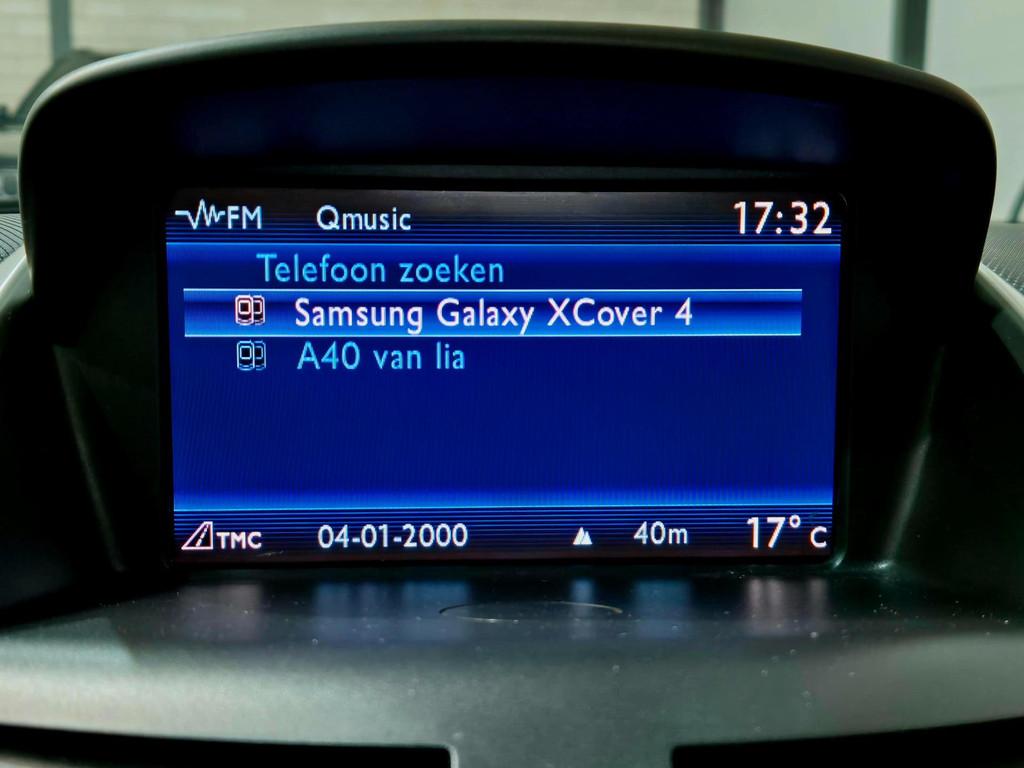 FM Qmusic 17:32
Telefoon zoeken
Samsung Galaxy XCover 4
A40 van lia
TMC 04-01-2000 40m 17° C